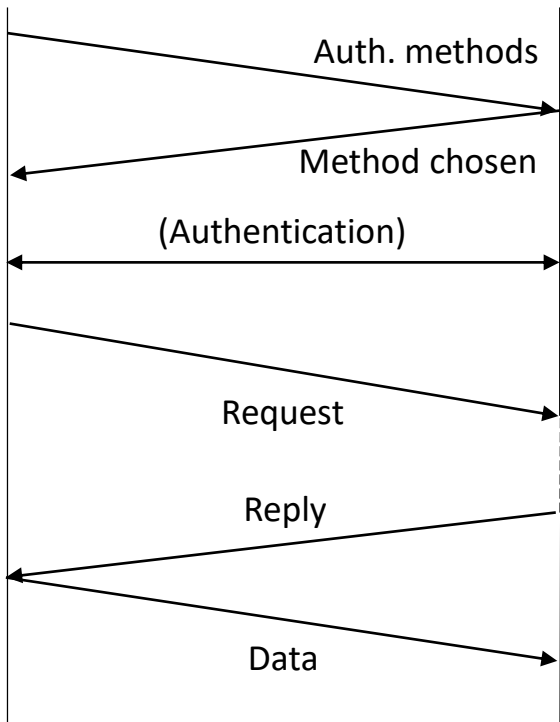 Auth. methods
Method chosen
(Authentication)
Request
Reply
Data